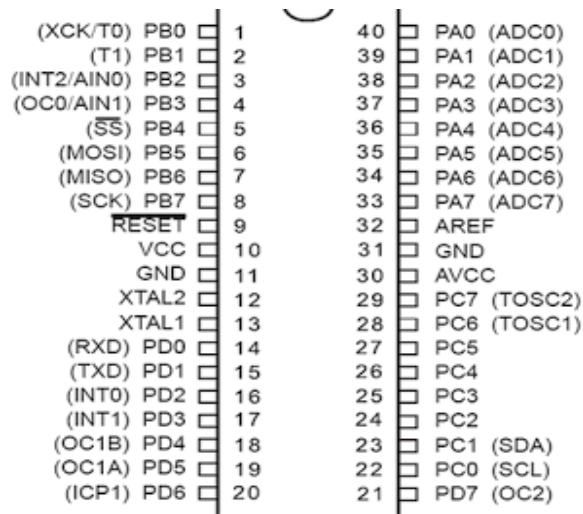 (XCK/T0) PB0 1 40 PA0 (ADC0)
(T1) PB1 2 39 PA1 (ADC1)
(INT2/AIN0) PB2 3 38 PA2 (ADC2)
(OC0/AIN1) PB3 4 37 PA3 (ADC3)
(SS) PB4 5 36 PA4 (ADC4)
(MOSI) PB5 6 35 PA5 (ADC5)
(MISO) PB6 7 34 PA6 (ADC6)
(SCK) PB7 8 33 PA7 (ADC7)
RESET 9 32 AREF
VCC 10 31 GND
GND 11 30 AVCC
XTAL2 12 29 PC7 (TOSC2)
XTAL1 13 28 PC6 (TOSC1)
(RXD) PD0 14 27 PC5
(TXD) PD1 15 26 PC4
(INT0) PD2 16 25 PC3
(INT1) PD3 17 24 PC2
(OC1B) PD4 18 23 PC1 (SDA)
(OC1A) PD5 19 22 PC0 (SCL)
(ICP1) PD6 20 21 PD7 (OC2)